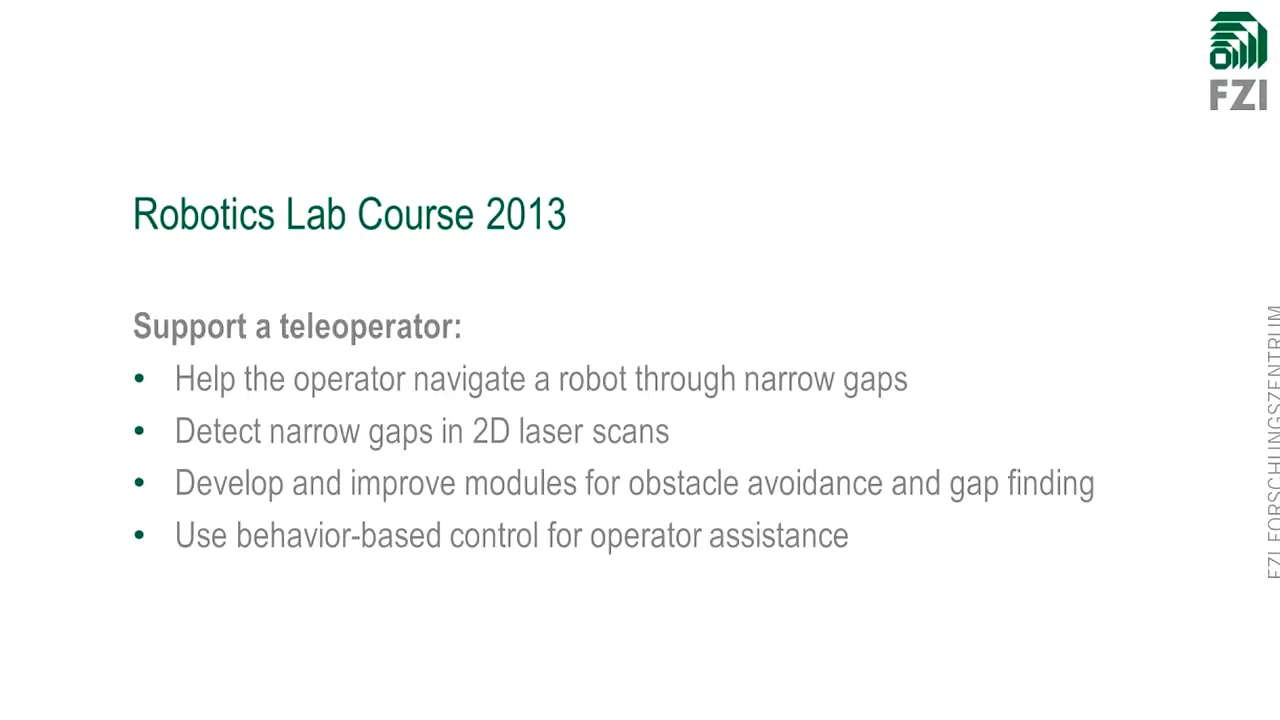 FZI
Robotics Lab Course 2013
Support a teleoperator:
• Help the operator navigate a robot through narrow gaps
• Detect narrow gaps in 2D laser scans
• Develop and improve modules for obstacle avoidance and gap finding
• Use behavior-based control for operator assistance
FZI FORSCHUNGSZENTRUM